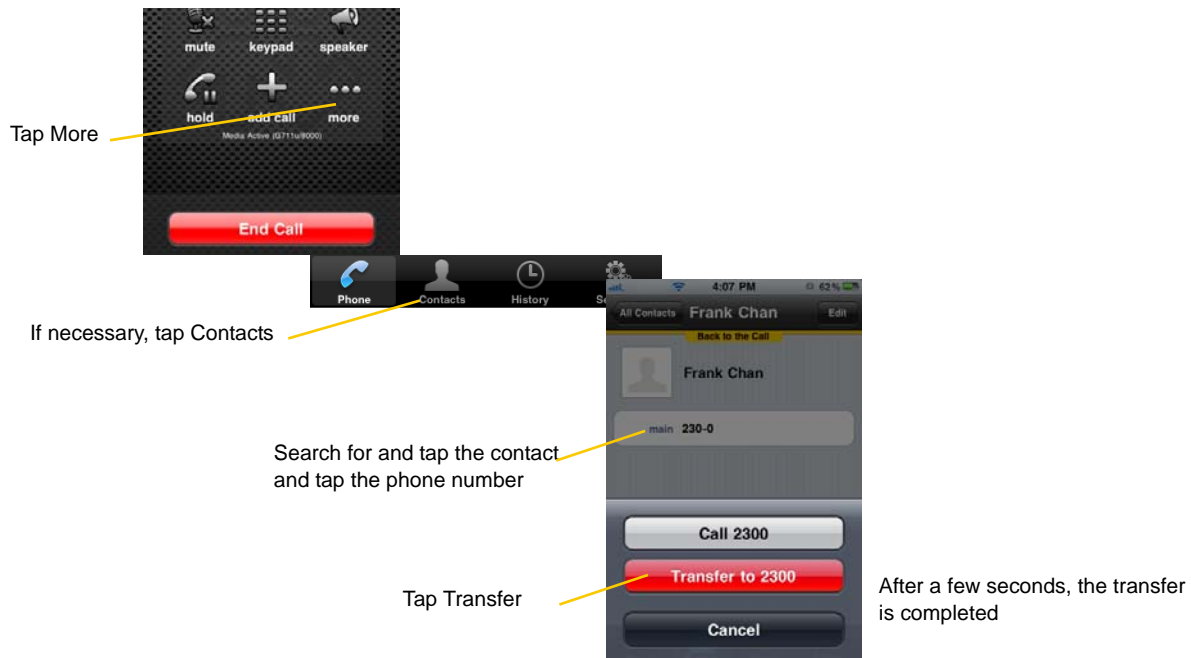 mute keypad speaker
hold add call more
Media Active (G711u/8000)
Tap More
End Call
Phone Contacts History
If necessary, tap Contacts
4:07 PM 62%
All Contacts Frank Chan Edit
Back to the Call
Frank Chan
main 230-0
Search for and tap the contact
and tap the phone number
Call 2300
Transfer to 2300
Tap Transfer
Cancel
After a few seconds, the transfer
is completed